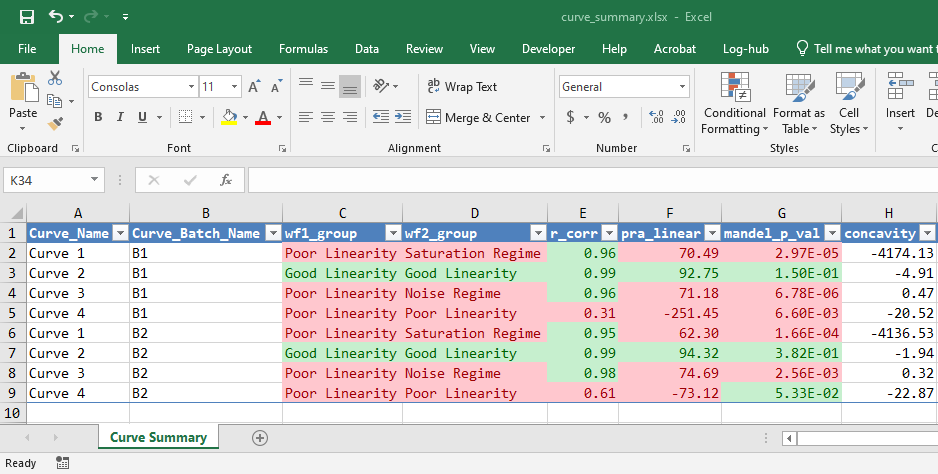 curve_summary.xlsx - Excel
File Home Insert Page Layout Formulas Data Review View Developer Help Acrobat Log-hub Tell me what you want t
Paste
Consolas 11 A A
B I U A
ab Wrap Text
Merge & Center
General
$ % , .00 .00
Conditional Formatting
Format as Table
Cell Styles
Insert
De
Clipboard Font Alignment Number Styles C
K34 fx
A B C D E F G H
1 Curve_Name Curve_Batch_Name wf1_group wf2_group r_corr pra_linear mandel_p_val concavity
2 Curve 1 B1 Poor Linearity Saturation Regime 0.96 70.49 2.97E-05 -4174.13
3 Curve 2 B1 Good Linearity Good Linearity 0.99 92.75 1.50E-01 -4.91
4 Curve 3 B1 Poor Linearity Noise Regime 0.96 71.18 6.78E-06 0.47
5 Curve 4 B1 Poor Linearity Poor Linearity 0.31 -251.45 6.60E-03 -20.52
6 Curve 1 B2 Poor Linearity Saturation Regime 0.95 62.30 1.66E-04 -4136.53
7 Curve 2 B2 Good Linearity Good Linearity 0.99 94.32 3.82E-01 -1.94
8 Curve 3 B2 Poor Linearity Noise Regime 0.98 74.69 2.56E-03 0.32
9 Curve 4 B2 Poor Linearity Poor Linearity 0.61 -73.12 5.33E-02 -22.87
10
Curve Summary
Ready